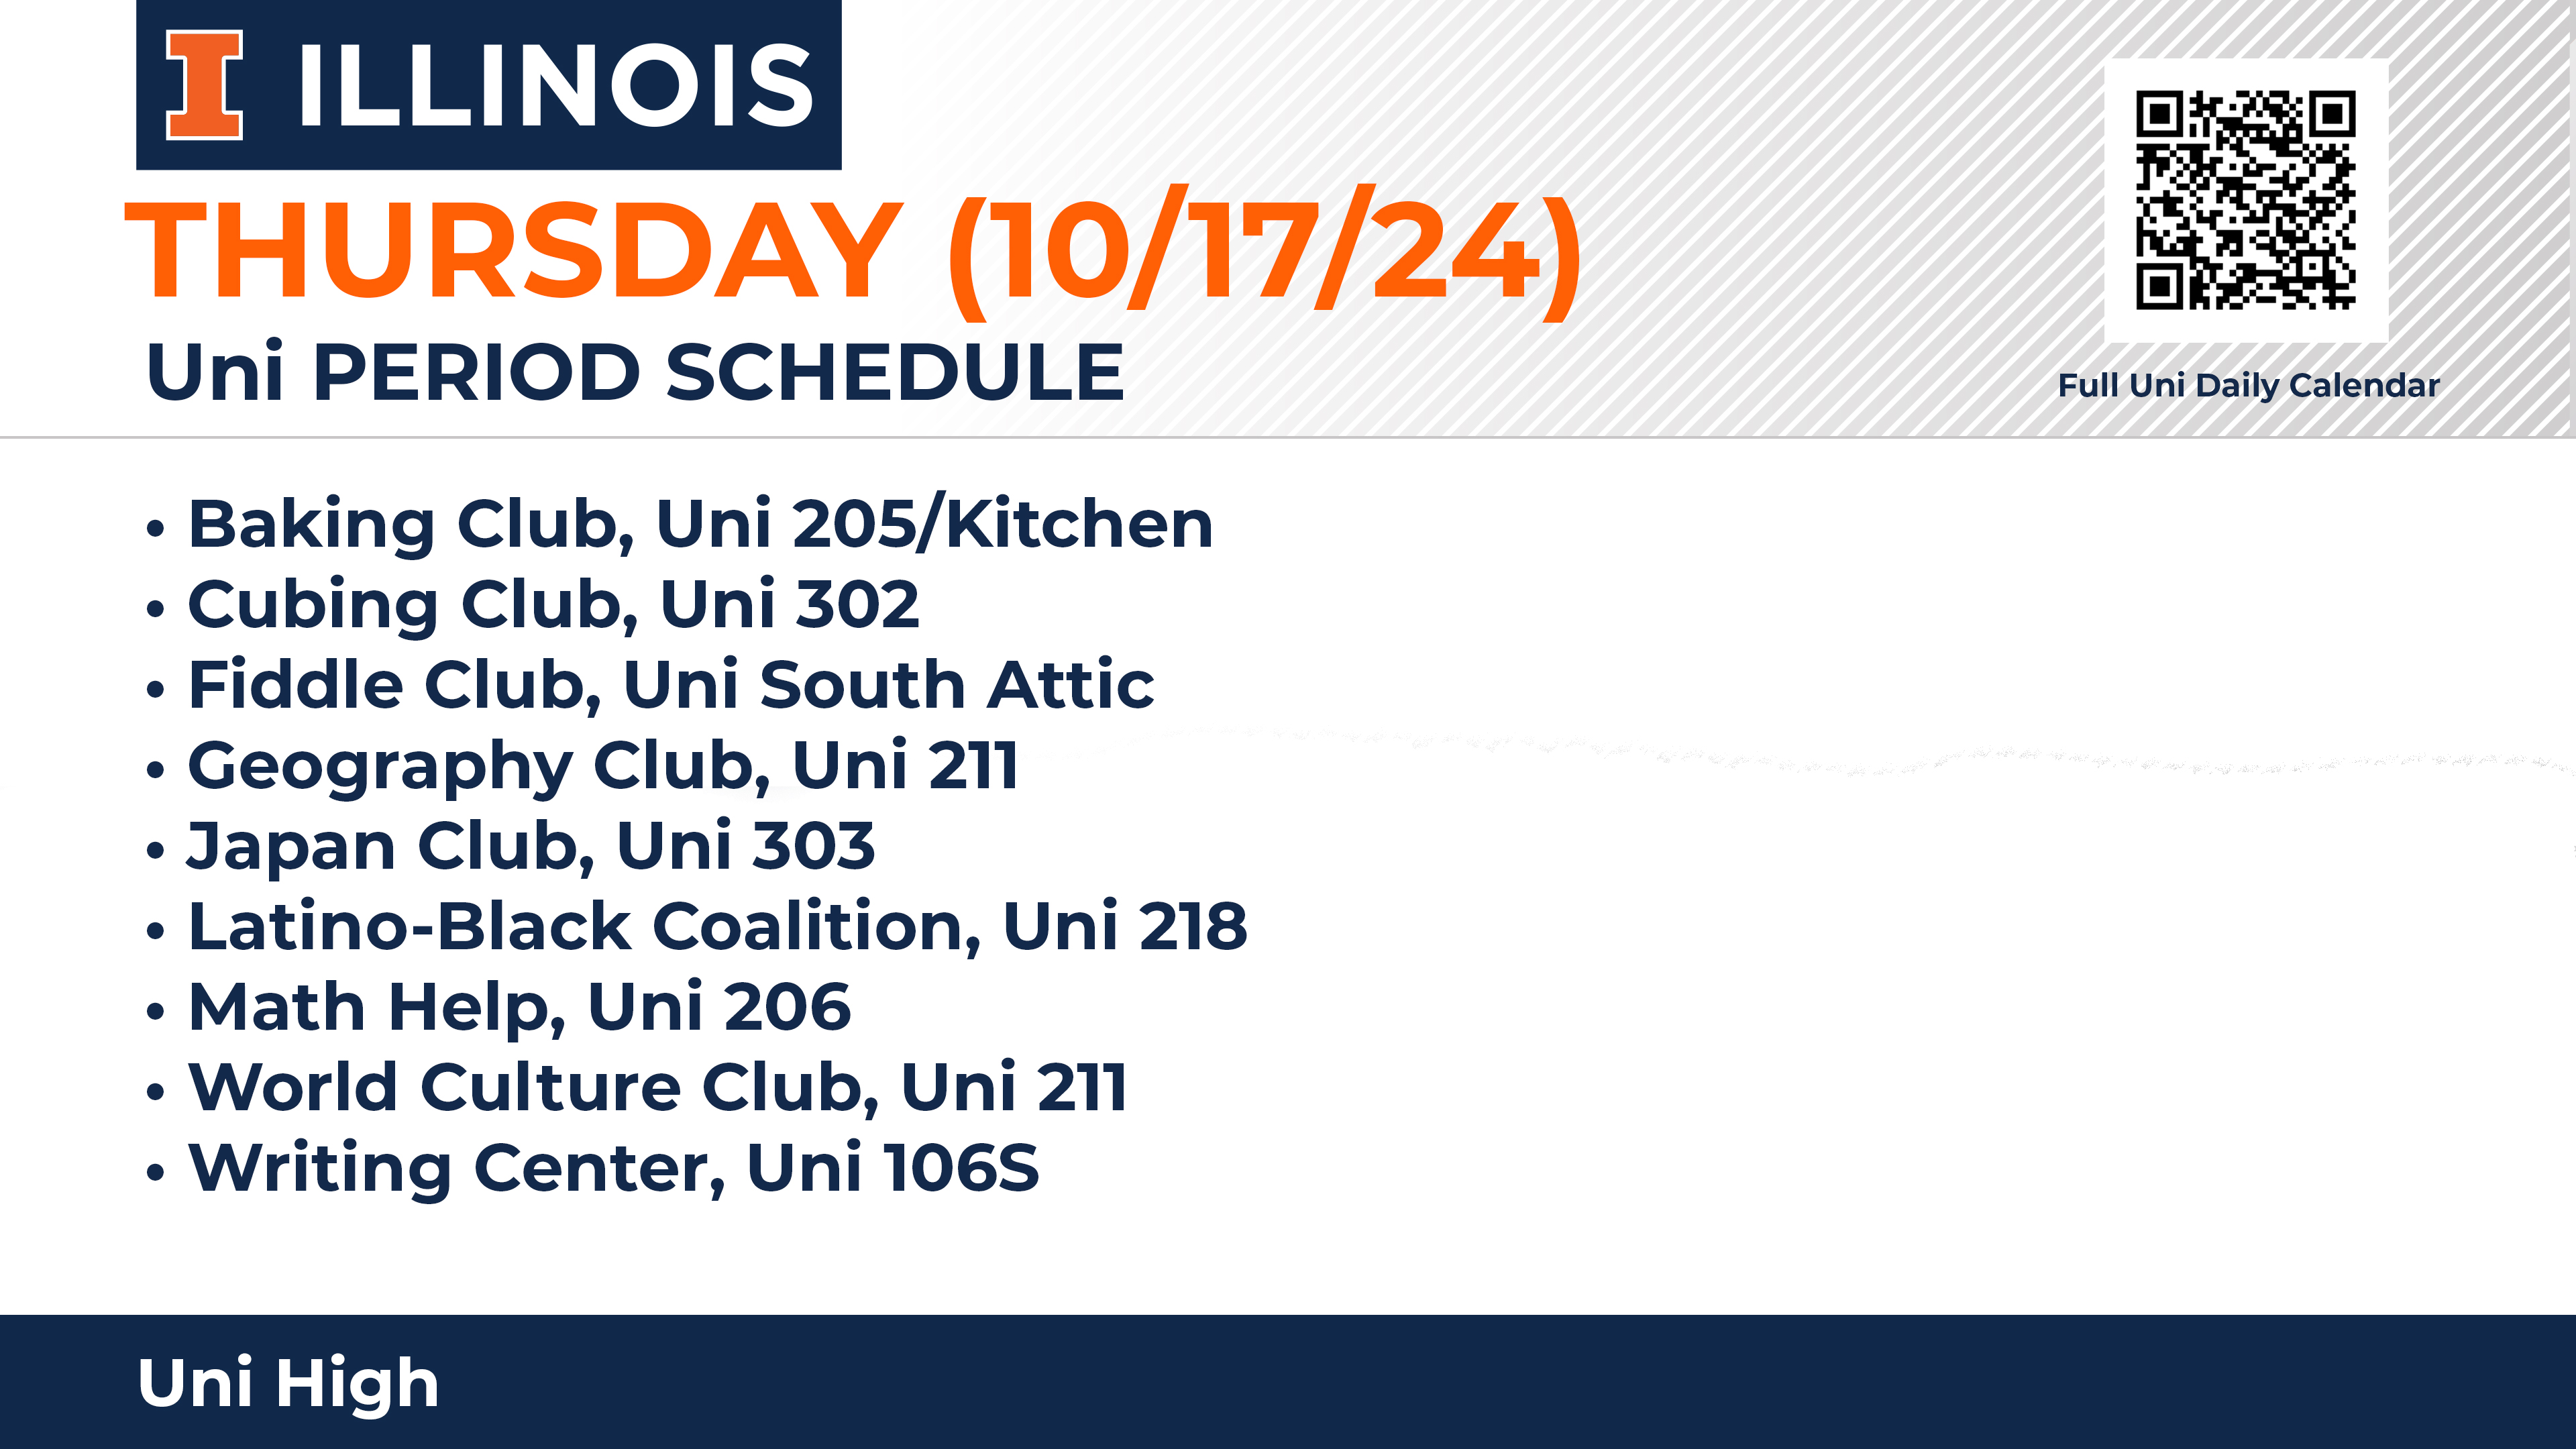 ILLINOIS
THURSDAY (10/17/24)
Uni PERIOD SCHEDULE
Full Uni Daily Calendar
• Baking Club, Uni 205/Kitchen
• Cubing Club, Uni 302
• Fiddle Club, Uni South Attic
• Geography Club, Uni 211
• Japan Club, Uni 303
• Latino-Black Coalition, Uni 218
• Math Help, Uni 206
• World Culture Club, Uni 211
• Writing Center, Uni 106S
Uni High